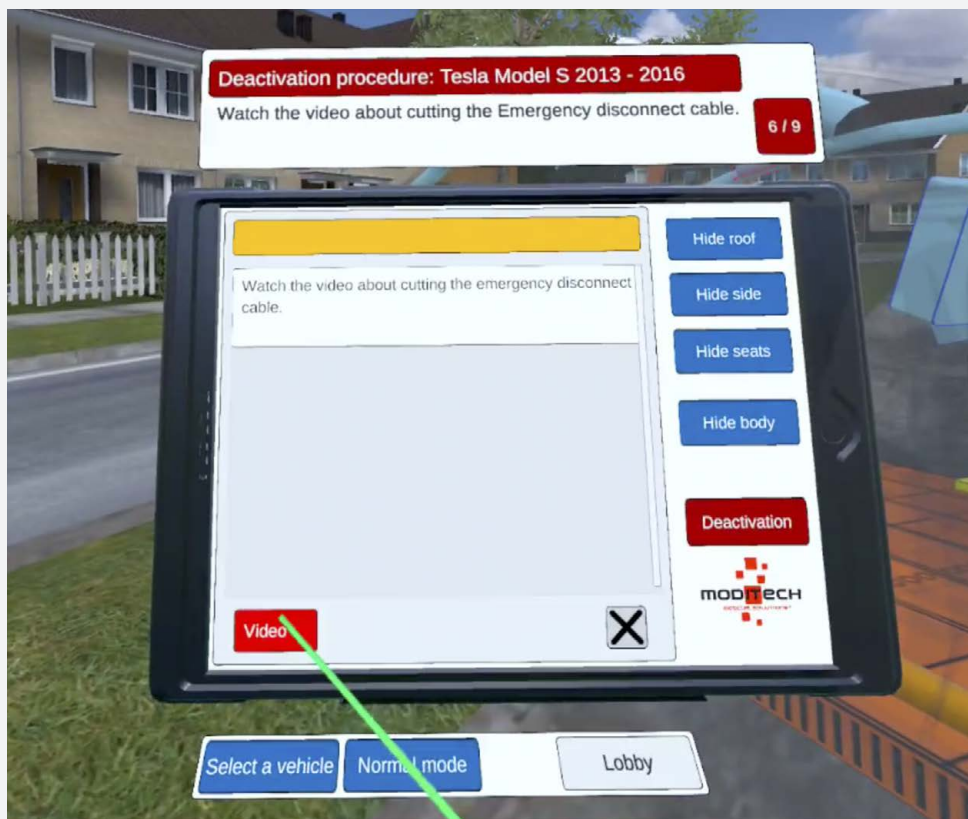 Deactivation procedure: Tesla Model S 2013 - 2016
Watch the video about cutting the Emergency disconnect cable.
6 / 9
Watch the video about cutting the emergency disconnect
cable.
Hide roof
Hide side
Hide seats
Hide body
Deactivation
MODITECH
Video
Select a vehicle
Normal mode
Lobby